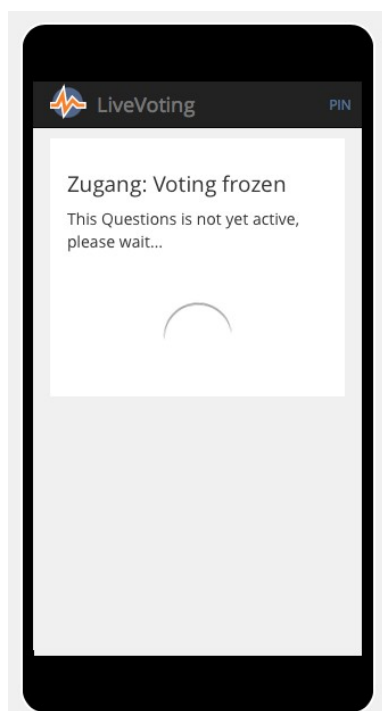 LiveVoting
PIN
Zugang: Voting frozen
This Questions is not yet active,
please wait...